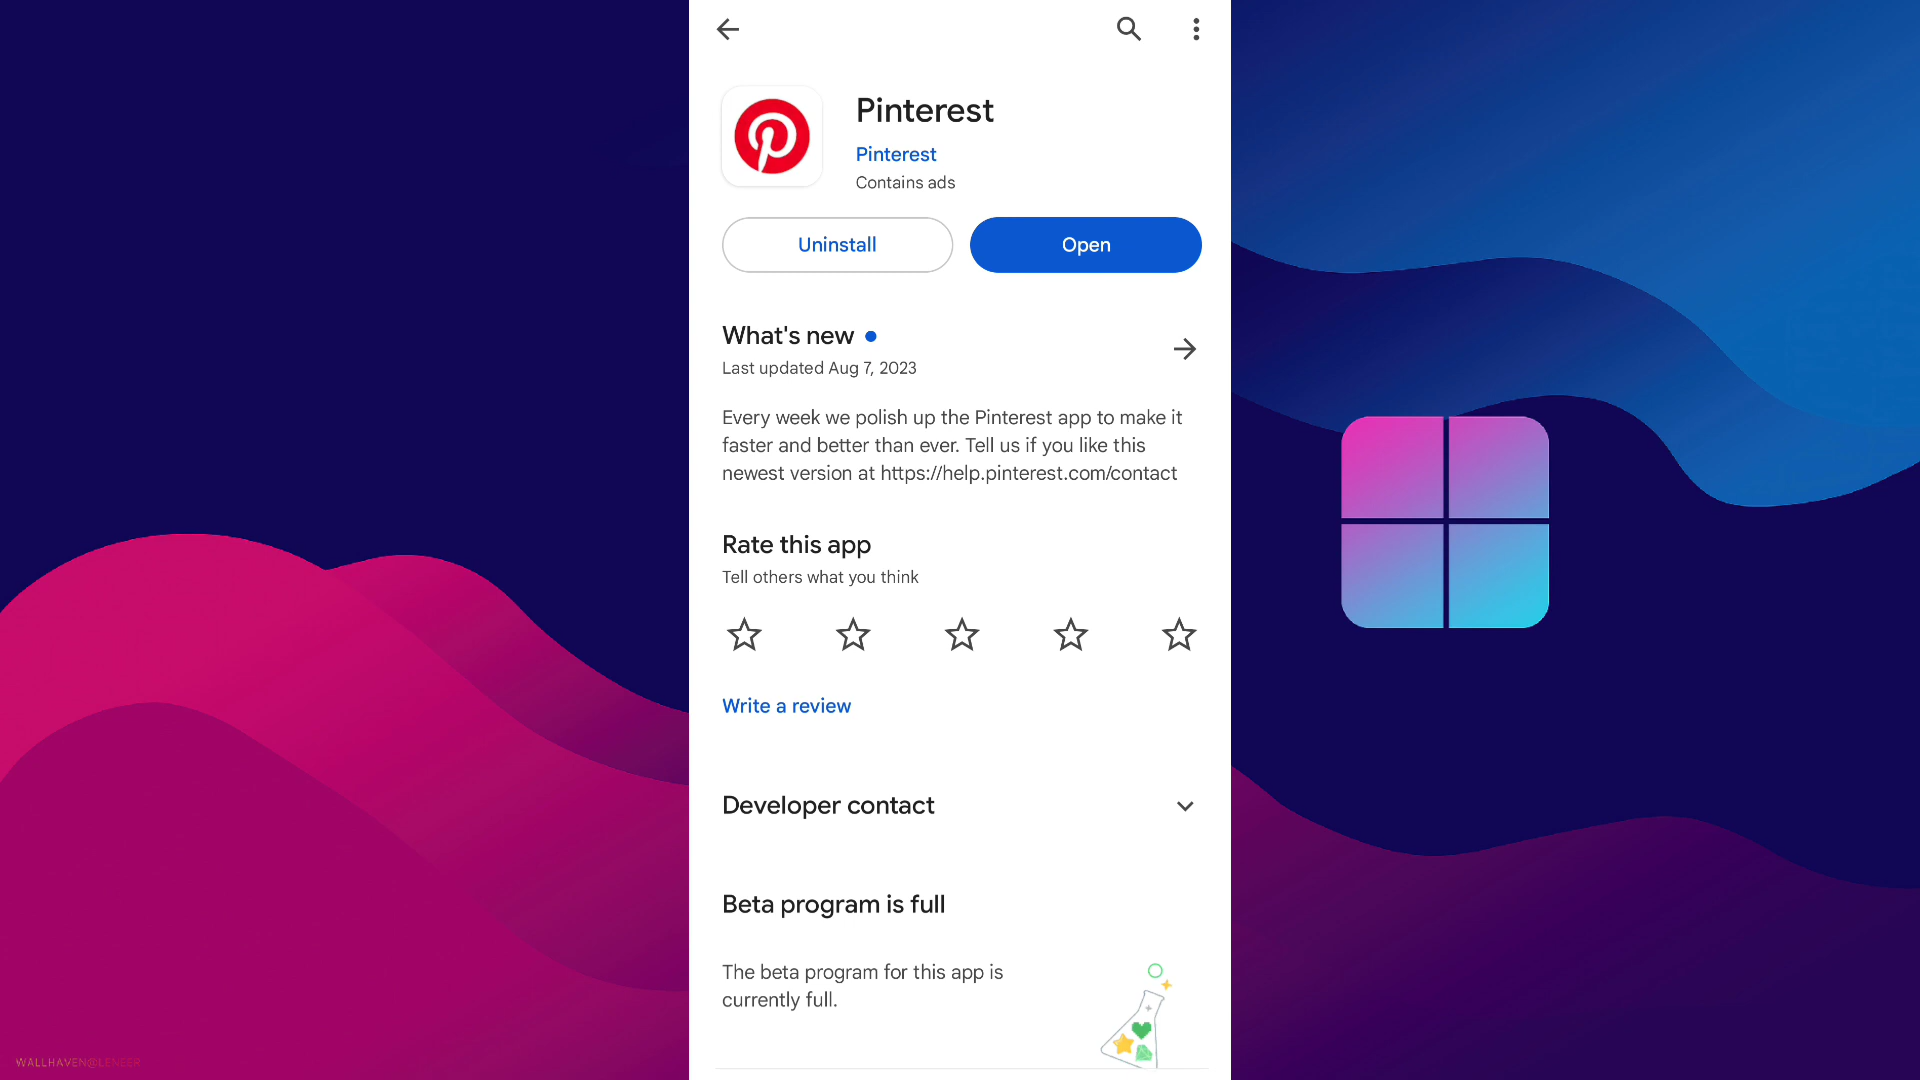 Pinterest
Pinterest
Contains ads
Uninstall
Open
What's new
Last updated Aug 7, 2023
Every week we polish up the Pinterest app to make it
faster and better than ever. Tell us if you like this
newest version at https://help.pinterest.com/contact
Rate this app
Tell others what you think
Write a review
Developer contact
Beta program is full
The beta program for this app is
currently full.
WALLHAVEN@LENEER